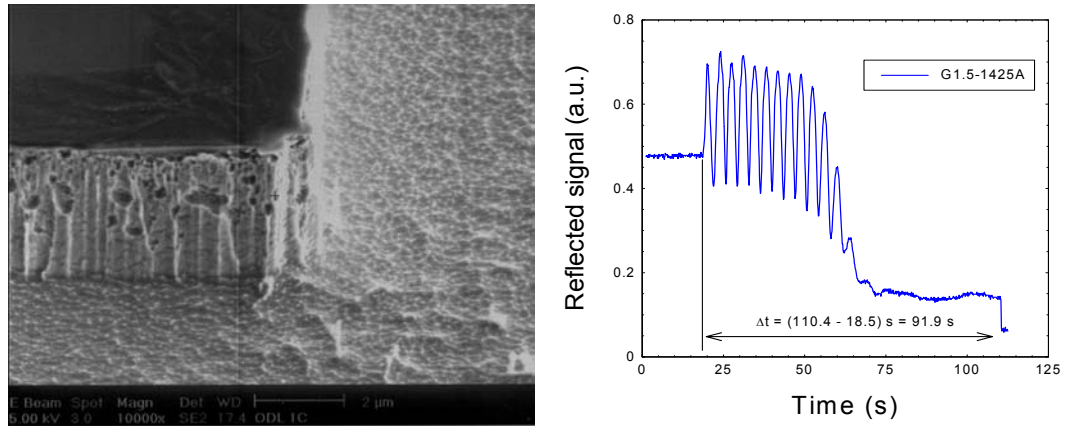 E Beam Spot Magn Det WD 2 µm
5.00 kV 3.0 10000x SE2 17.4 ODL 1C
G1.5-1425A
Reflected signal (a.u.)
0.8
0.6
0.4
0.2
0
Δt = (110.4 - 18.5) s = 91.9 s
0 25 50 75 100 125
Time (s)